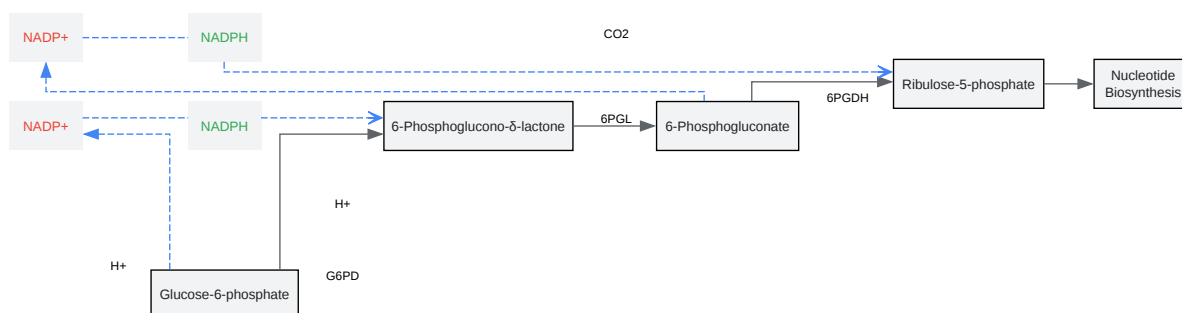 NADP+
NADPH
CO2
Nucleotide
Biosynthesis
Ribulose-5-phosphate
6PGDH
NADP+
NADPH
6-Phosphoglucono-δ-lactone
6PGL
6-Phosphogluconate
H+
H+
G6PD
Glucose-6-phosphate